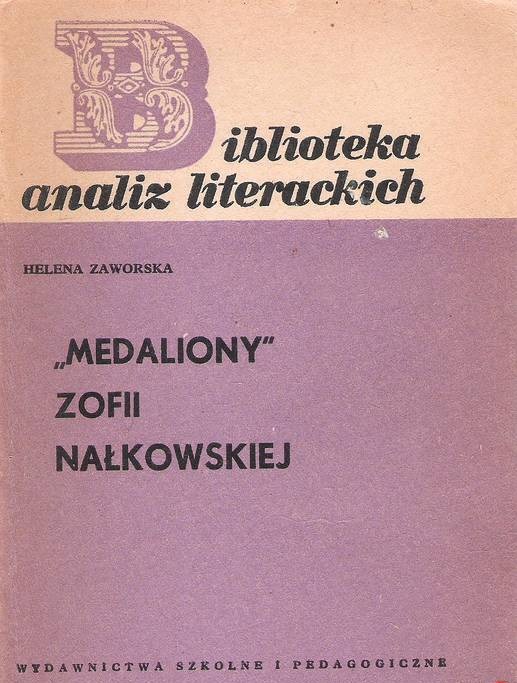 Biblioteka
analiz literackich
HELENA ZAWORSKA
„MEDALIONY”
ZOFII
NAŁKOWSKIEJ
WYDAWNICTWA SZKOLNE I PEDAGOGICZNE